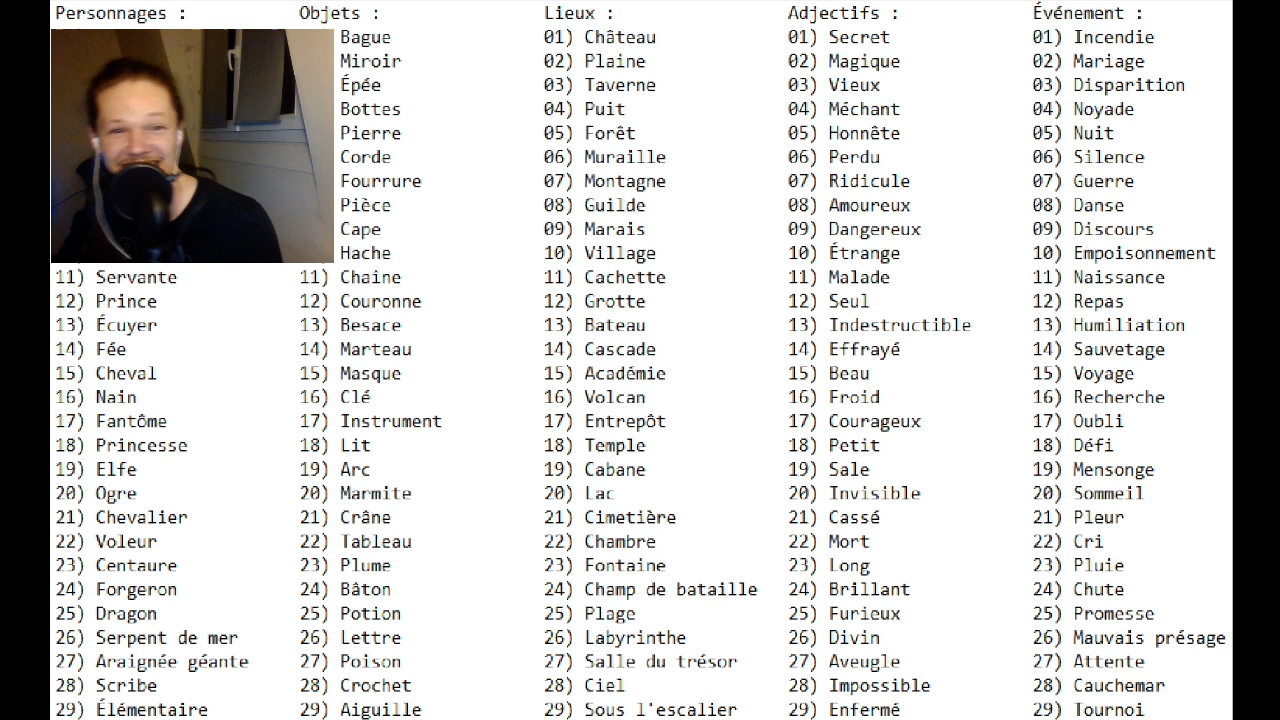 Personnages : Objets : Lieux : Adjectifs : Événement :
Bague 01) Château 01) Secret 01) Incendie
Miroir 02) Plaine 02) Magique 02) Mariage
Épée 03) Taverne 03) Vieux 03) Disparition
Bottes 04) Puit 04) Méchant 04) Noyade
Pierre 05) Forêt 05) Honnête 05) Nuit
Corde 06) Muraille 06) Perdu 06) Silence
Fourrure 07) Montagne 07) Ridicule 07) Guerre
Pièce 08) Guilde 08) Amoureux 08) Danse
Cape 09) Marais 09) Dangereux 09) Discours
Hache 10) Village 10) Étrange 10) Empoisonnement
11) Servante 11) Chaine 11) Cachette 11) Malade 11) Naissance
12) Prince 12) Couronne 12) Grotte 12) Seul 12) Repas
13) Écuyer 13) Besace 13) Bateau 13) Indestructible 13) Humiliation
14) Fée 14) Marteau 14) Cascade 14) Effrayé 14) Sauvetage
15) Cheval 15) Masque 15) Académie 15) Beau 15) Voyage
16) Nain 16) Clé 16) Volcan 16) Froid 16) Recherche
17) Fantôme 17) Instrument 17) Entrepôt 17) Courageux 17) Oubli
18) Princesse 18) Lit 18) Temple 18) Petit 18) Défi
19) Elfe 19) Arc 19) Cabane 19) Sale 19) Mensonge
20) Ogre 20) Marmite 20) Lac 20) Invisible 20) Sommeil
21) Chevalier 21) Crâne 21) Cimetière 21) Cassé 21) Pleur
22) Voleur 22) Tableau 22) Chambre 22) Mort 22) Cri
23) Centaure 23) Plume 23) Fontaine 23) Long 23) Pluie
24) Forgeron 24) Bâton 24) Champ de bataille 24) Brillant 24) Chute
25) Dragon 25) Potion 25) Plage 25) Furieux 25) Promesse
26) Serpent de mer 26) Lettre 26) Labyrinthe 26) Divin 26) Mauvais présage
27) Araignée géante 27) Poison 27) Salle du trésor 27) Aveugle 27) Attente
28) Scribe 28) Crochet 28) Ciel 28) Impossible 28) Cauchemar
29) Élémentaire 29) Aiguille 29) Sous l'escalier 29) Enfermé 29) Tournoi